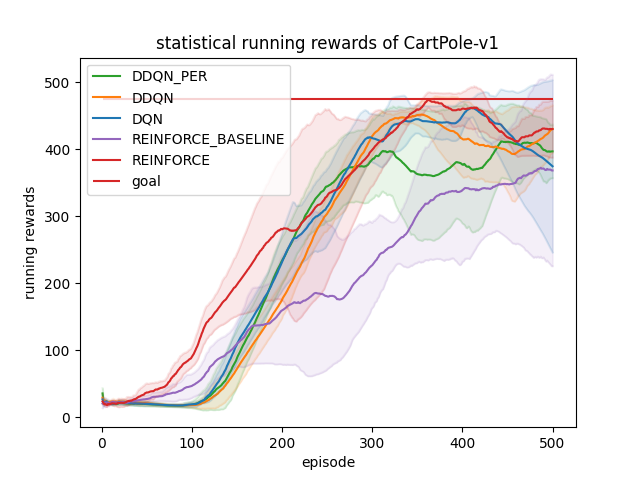 statistical running rewards of CartPole-v1
DDQN_PER
DDQN
DQN
REINFORCE_BASELINE
REINFORCE
goal
running rewards
500
400
300
200
100
0
0 100 200 300 400 500
episode